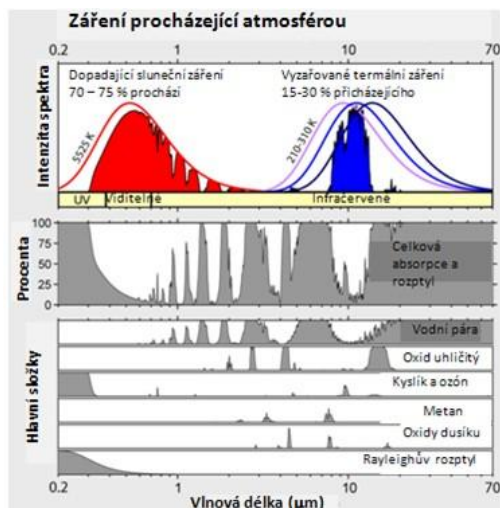 Záření procházející atmosférou
0.2 1 10 70
Dopadající sluneční záření
70 – 75 % prochází
Vyzařované termální záření
15-30 % přicházejícího
Intenzita spektra
5525 K
210-310 K
UV Viditelné Infračervené
Procenta
100
75
50
25
0
Celková
absorpce a
rozptyl
Hlavní složky
Vodní pára
Oxid uhličitý
Kyslík a ozón
Metan
Oxidy dusíku
Rayleighův rozptyl
0.2 1 10 70
Vlnová délka (μm)